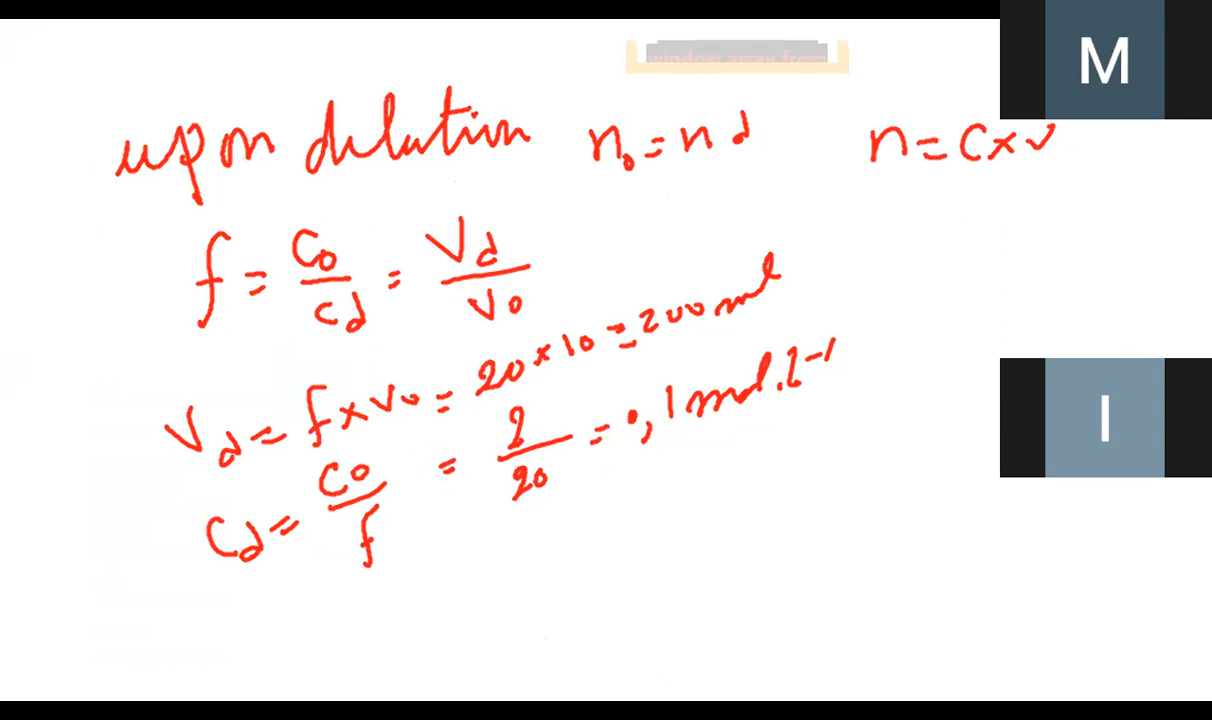 M
upon dilution n₀ = nd n = C×V
f = C₀/Cd = Vd/V₀
Vd = f×V₀ = 20×10 = 200 ml
Cd = C₀/f = 2/20 = 0,1 mol.l-1
I